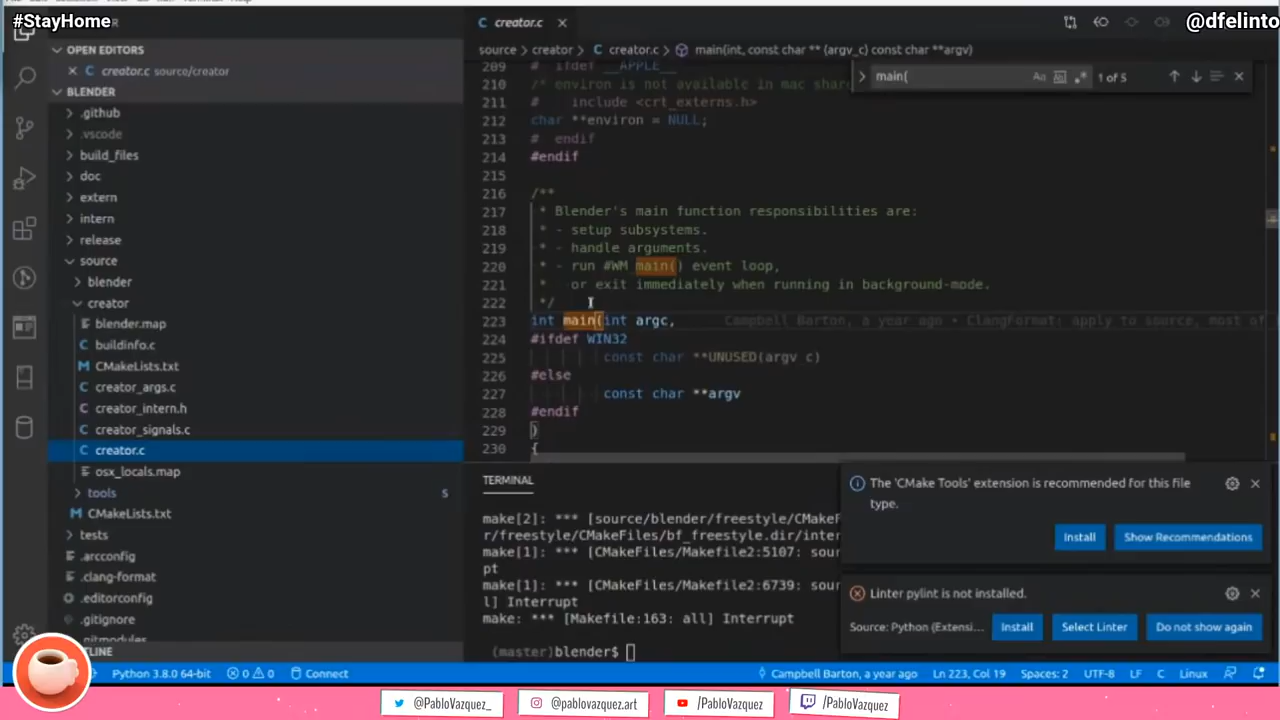 #StayHome
@dfelinto
OPEN EDITORS
creator.c source/creator
BLENDER
.github
.vscode
build_files
doc
extern
intern
release
source
blender
creator
blender.map
buildinfo.c
CMakeLists.txt
creator_args.c
creator_intern.h
creator_signals.c
creator.c
osx_locals.map
tools 5
CMakeLists.txt
tests
.arcconfig
.clang-format
.editorconfig
.gitignore
.gitmodules
TLINE
creator.c
source > creator > creator.c > main(int, const char ** (argv_c) const char **argv)
main(
1 of 5
209 # ifdef __APPLE__
210 /* environ is not available in mac shar
211 # include <crt_externs.h>
212 char **environ = NULL;
213 # endif
214 #endif
215
216 /**
217 * Blender's main function responsibilities are:
218 * - setup subsystems.
219 * - handle arguments.
220 * - run #WM main() event loop,
221 * or exit immediately when running in background-mode.
222 */
223 int main(int argc, Campbell Barton, a year ago • ClangFormat: apply to source, most of
224 #ifdef WIN32
225 const char **UNUSED(argv c)
226 #else
227 const char **argv
228 #endif
229 )
230 {
TERMINAL
make[2]: *** [source/blender/freestyle/CMakeF
r/freestyle/CMakeFiles/bf_freestyle.dir/inter
make[1]: *** [CMakeFiles/Makefile2:5107: sour
pt
make[1]: *** [CMakeFiles/Makefile2:6739: sour
l] Interrupt
make: *** [Makefile:163: all] Interrupt
(master)blender$
The 'CMake Tools' extension is recommended for this file
type.
Install
Show Recommendations
Linter pylint is not installed.
Source: Python (Extensi...
Install
Select Linter
Do not show again
Python 3.8.0 64-bit
0 0
Connect
Campbell Barton, a year ago
Ln 223, Col 19
Spaces: 2
UTF-8
LF
C
Linux
@PabloVazquez_
@pablovazquez.art
/PabloVazquez
/PabloVazquez